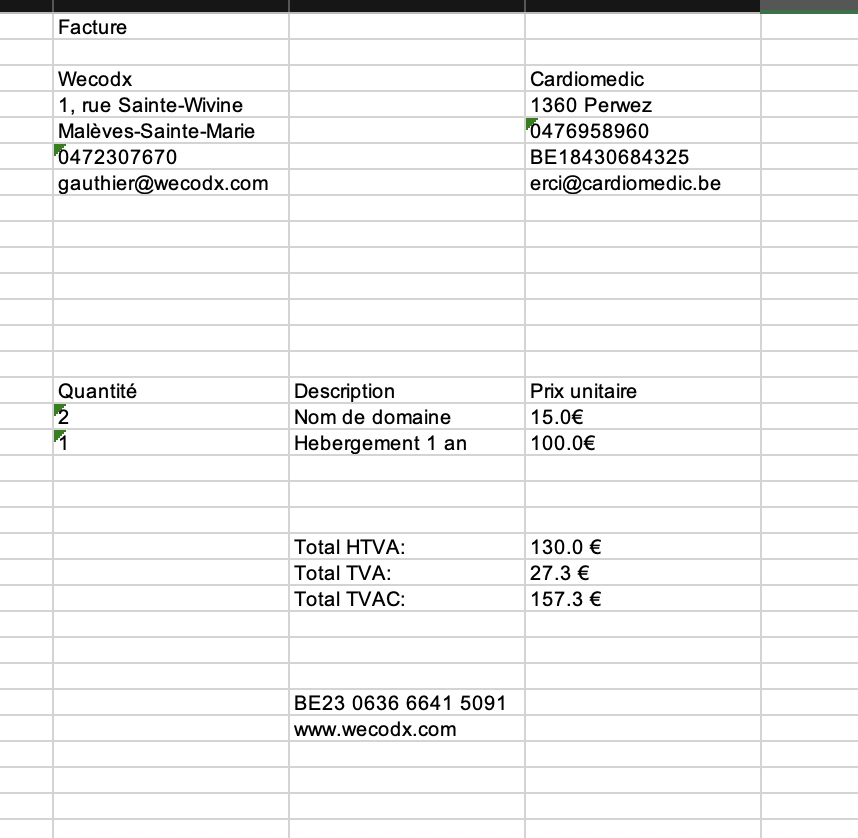 Facture
Wecodx Cardiomedic
1, rue Sainte-Wivine 1360 Perwez
Malèves-Sainte-Marie 0476958960
0472307670 BE18430684325
gauthier@wecodx.com erci@cardiomedic.be
Quantité Description Prix unitaire
2 Nom de domaine 15.0€
1 Hebergement 1 an 100.0€
Total HTVA: 130.0 €
Total TVA: 27.3 €
Total TVAC: 157.3 €
BE23 0636 6641 5091
www.wecodx.com